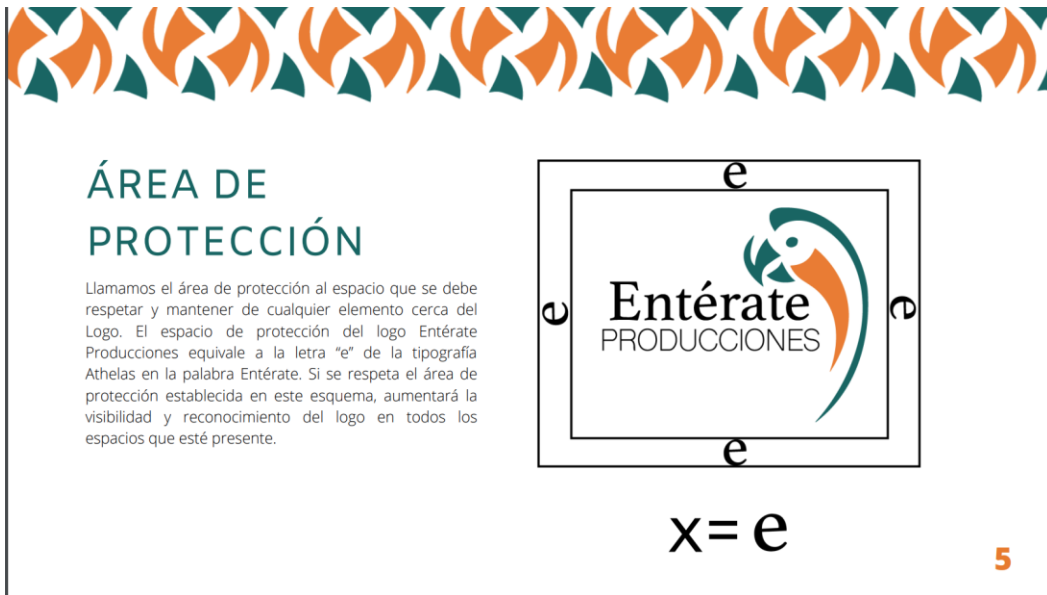 ÁREA DE
PROTECCIÓN
Llamamos el área de protección al espacio que se debe
respetar y mantener de cualquier elemento cerca del
Logo. El espacio de protección del logo Entérate
Producciones equivale a la letra “e” de la tipografía
Athelas en la palabra Entérate. Si se respeta el área de
protección establecida en este esquema, aumentará la
visibilidad y reconocimiento del logo en todos los
espacios que esté presente.
e
e
Entérate
PRODUCCIONES
e
e
x= e
5